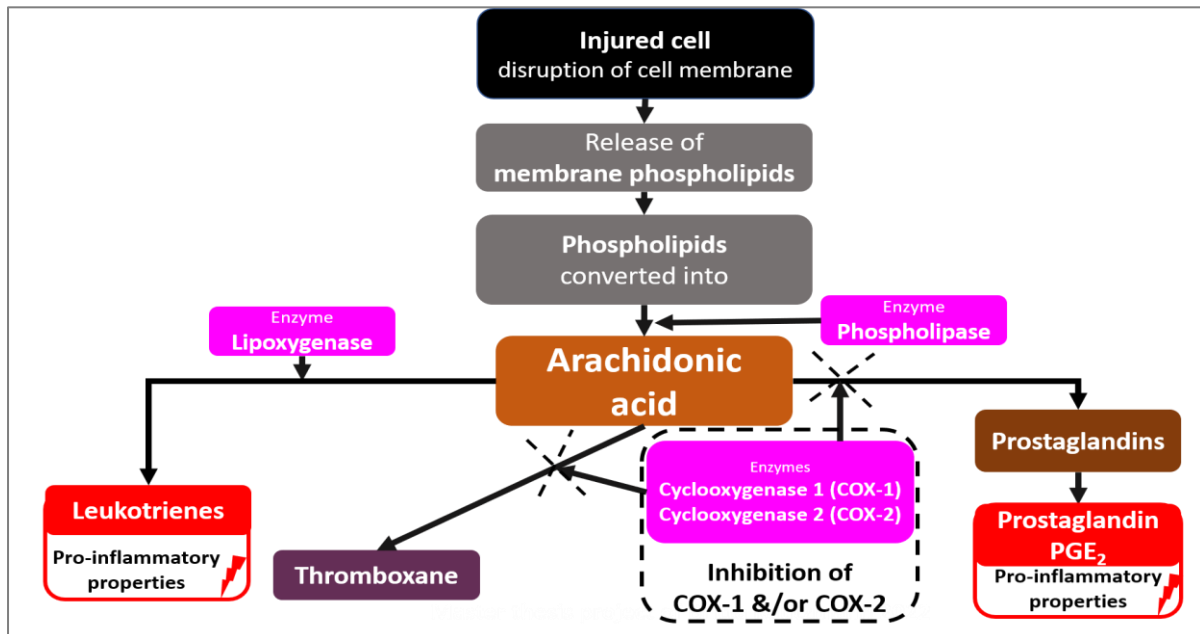 Injured cell
disruption of cell membrane
Release of
membrane phospholipids
Phospholipids
converted into
Enzyme
Lipoxygenase
Enzyme
Phospholipase
Arachidonic
acid
Prostaglandins
Enzymes
Cyclooxygenase 1 (COX-1)
Cyclooxygenase 2 (COX-2)
Inhibition of
COX-1 &/or COX-2
Leukotrienes
Pro-inflammatory
properties
Thromboxane
Prostaglandin
PGE₂
Pro-inflammatory
properties